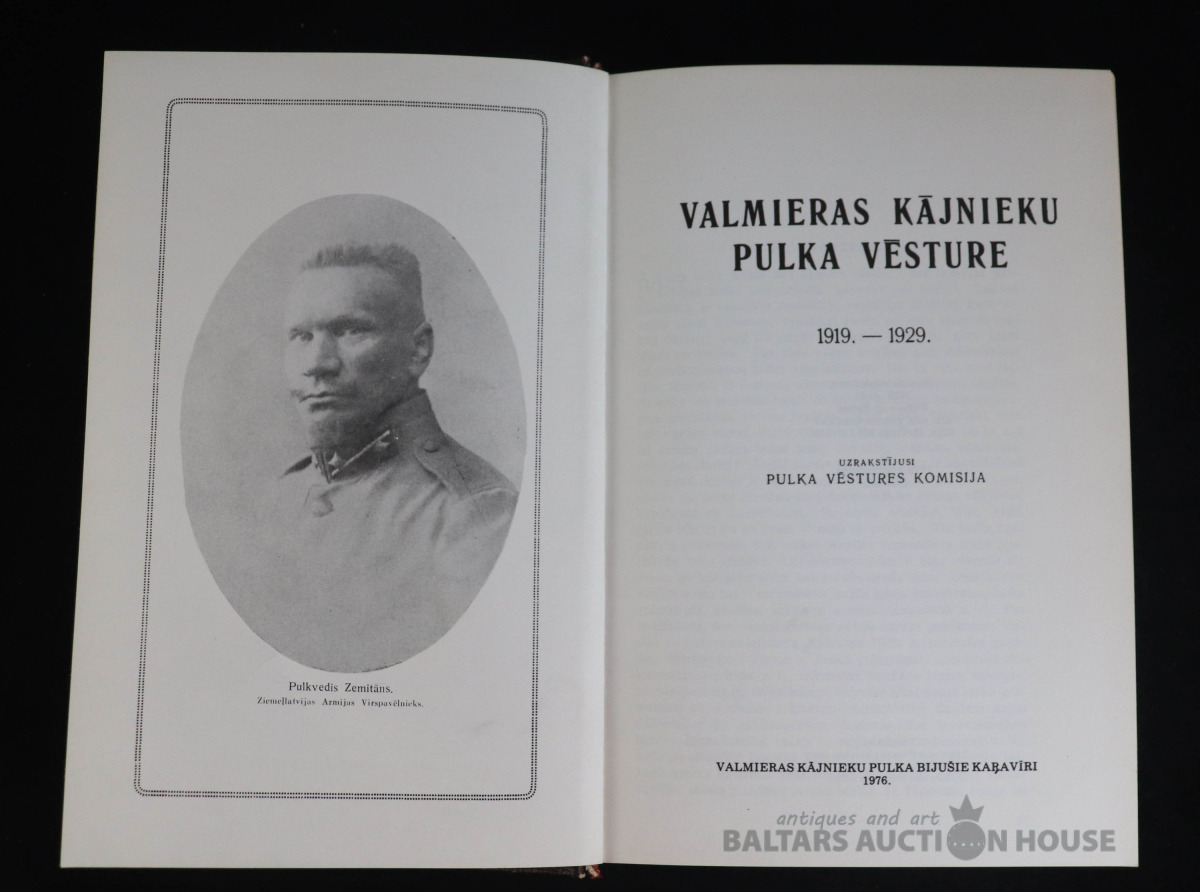 Pulkvedis Zemitāns,
Ziemeļlatvijas Armijas Virspavēlnieks.
VALMIERAS KĀJNIEKU
PULKA VĒSTURE
1919. — 1929.
UZRAKSTĪJUSI
PULKA VĒSTURES KOMISIJA
VALMIERAS KĀJNIEKU PULKA BIJUŠIE KAŖAVĪRI
1976.
antiques and art
BALTARS AUCTION HOUSE